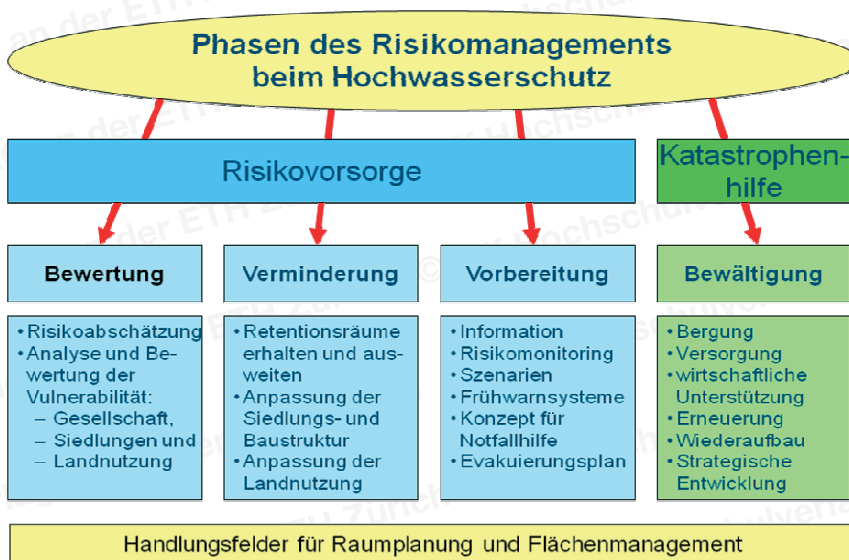 Phasen des Risikomanagements
beim Hochwasserschutz
Risikovorsorge
Katastrophen-
hilfe
Bewertung
Verminderung
Vorbereitung
Bewältigung
• Risikoabschätzung
• Analyse und Be-
wertung der
Vulnerabilität:
– Gesellschaft,
– Siedlungen und
– Landnutzung
• Retentionsräume
erhalten und aus-
weiten
• Anpassung der
Siedlungs- und
Baustruktur
• Anpassung der
Landnutzung
• Information
• Risikomonitoring
• Szenarien
• Frühwarnsysteme
• Konzept für
Notfallhilfe
• Evakuierungsplan
• Bergung
• Versorgung
• wirtschaftliche
Unterstützung
• Erneuerung
• Wiederaufbau
• Strategische
Entwicklung
Handlungsfelder für Raumplanung und Flächenmanagement